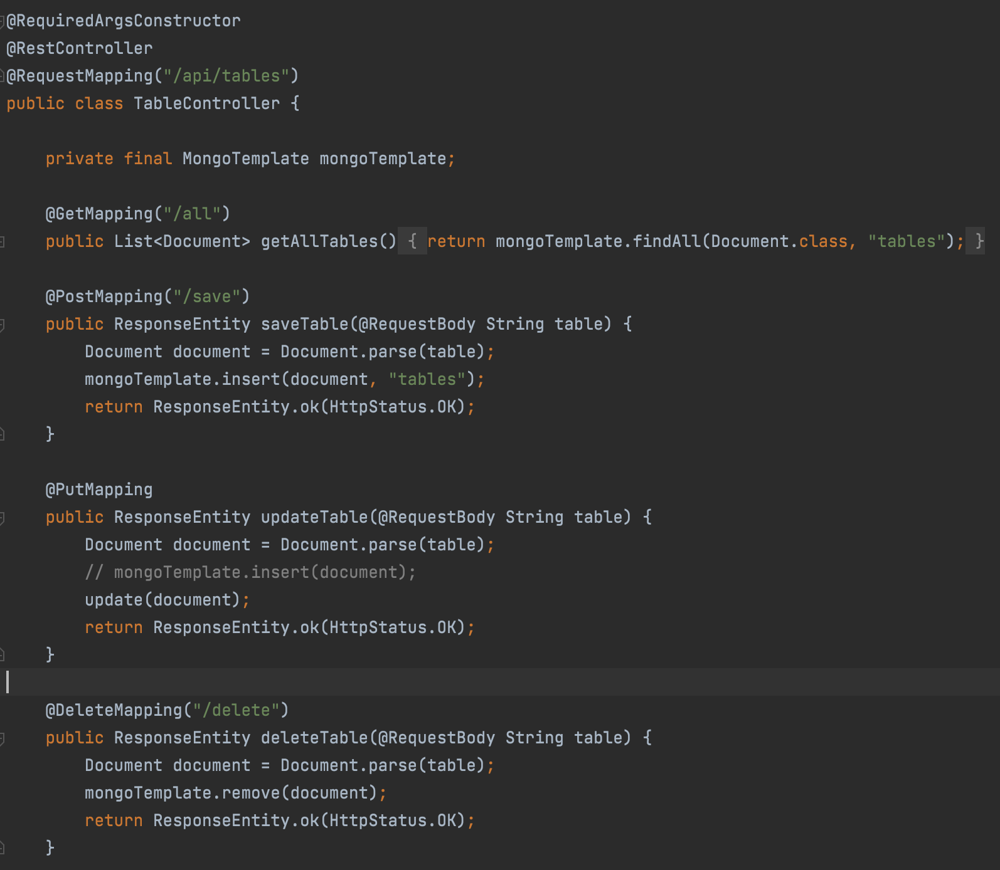 @RequiredArgsConstructor
@RestController
@RequestMapping("/api/tables")
public class TableController {
private final MongoTemplate mongoTemplate;
@GetMapping("/all")
public List<Document> getAllTables() { return mongoTemplate.findAll(Document.class, "tables"); }
@PostMapping("/save")
public ResponseEntity saveTable(@RequestBody String table) {
Document document = Document.parse(table);
mongoTemplate.insert(document, "tables");
return ResponseEntity.ok(HttpStatus.OK);
}
@PutMapping
public ResponseEntity updateTable(@RequestBody String table) {
Document document = Document.parse(table);
// mongoTemplate.insert(document);
update(document);
return ResponseEntity.ok(HttpStatus.OK);
}
@DeleteMapping("/delete")
public ResponseEntity deleteTable(@RequestBody String table) {
Document document = Document.parse(table);
mongoTemplate.remove(document);
return ResponseEntity.ok(HttpStatus.OK);
}